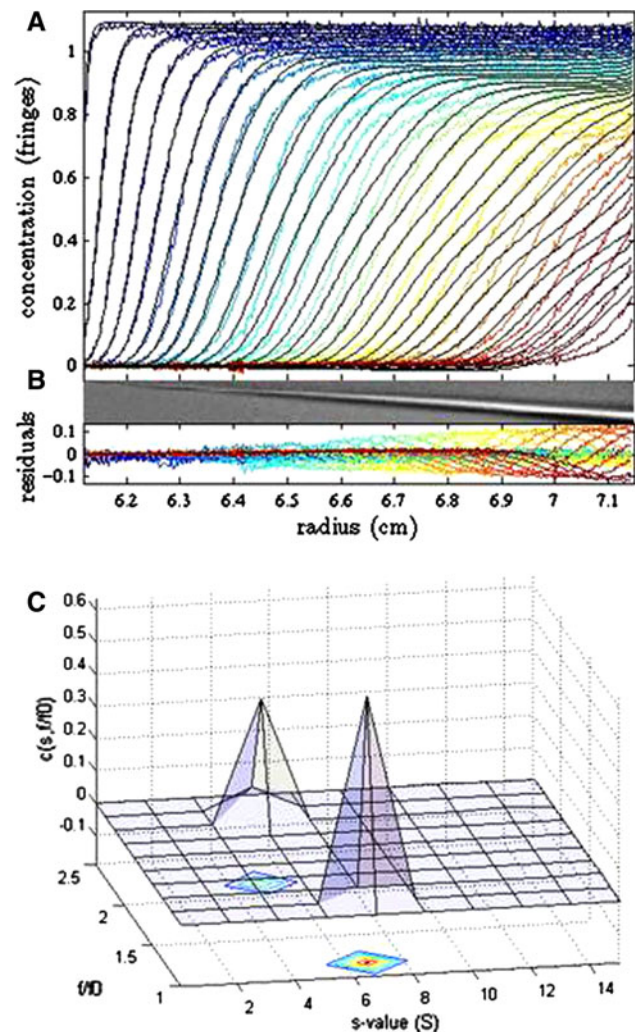 A
concentration (fringes)
1
0.8
0.6
0.4
0.2
0
B
residuals
0.1
0
-0.1
6.2 6.3 6.4 6.5 6.6 6.7 6.8 6.9 7 7.1
radius (cm)
C
c(s,f/f0)
0.6
0.5
0.4
0.3
0.2
0.1
0
-0.1
2.5
2
1.5
1
f/f0
2 4 6 8 10 12 14
s-value (S)